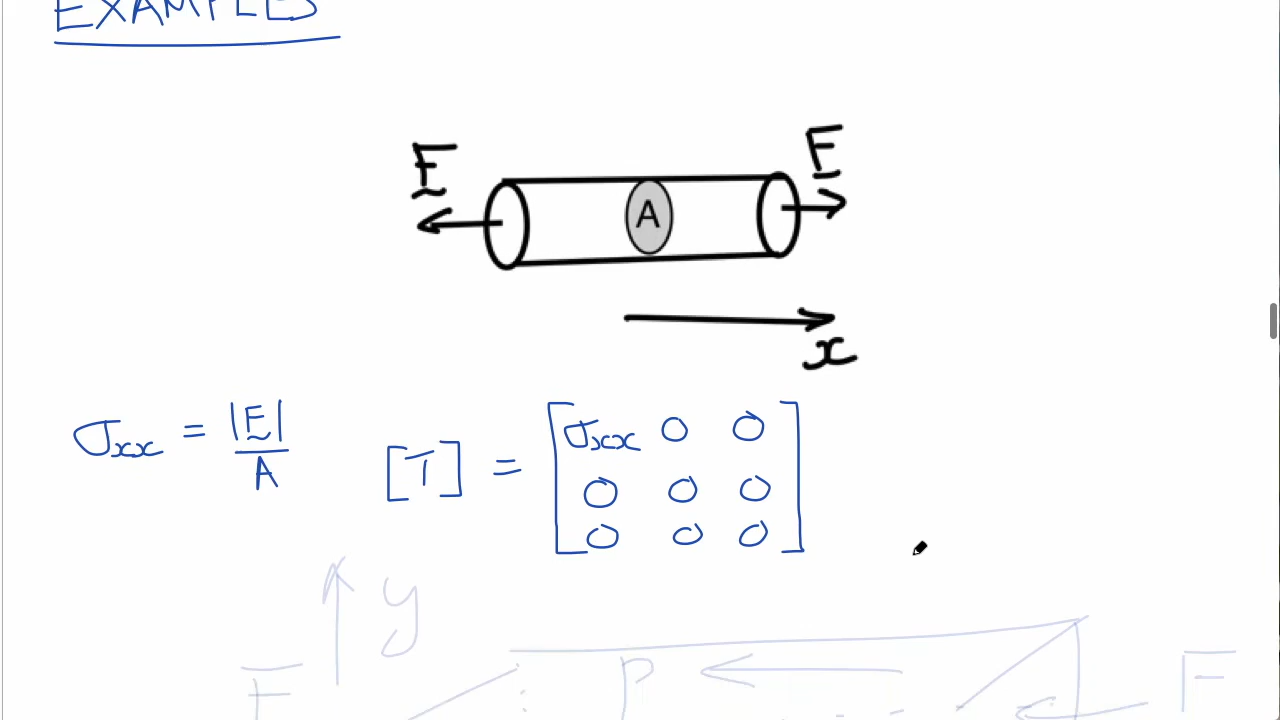 EXAMPLES
F F
A
x
σxx = |F|/A [T] = [σxx 0 0
0 0 0
0 0 0]
y
F P F